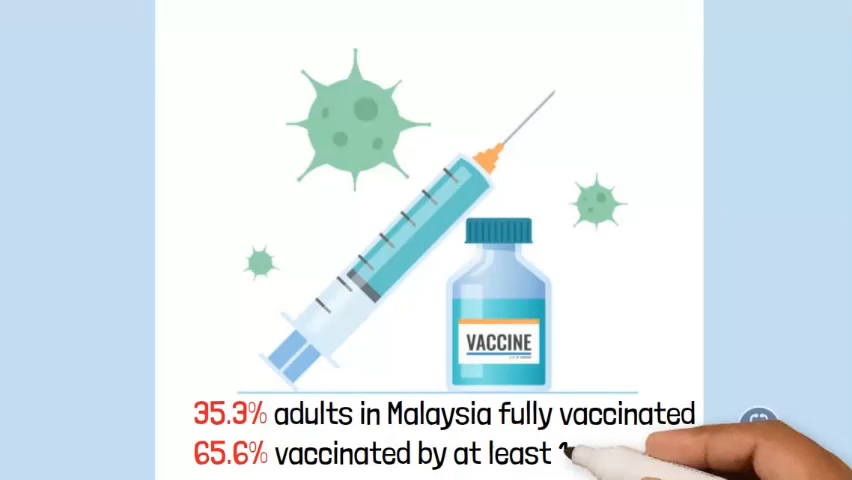 VACCINE
35.3% adults in Malaysia fully vaccinated
65.6% vaccinated by at least